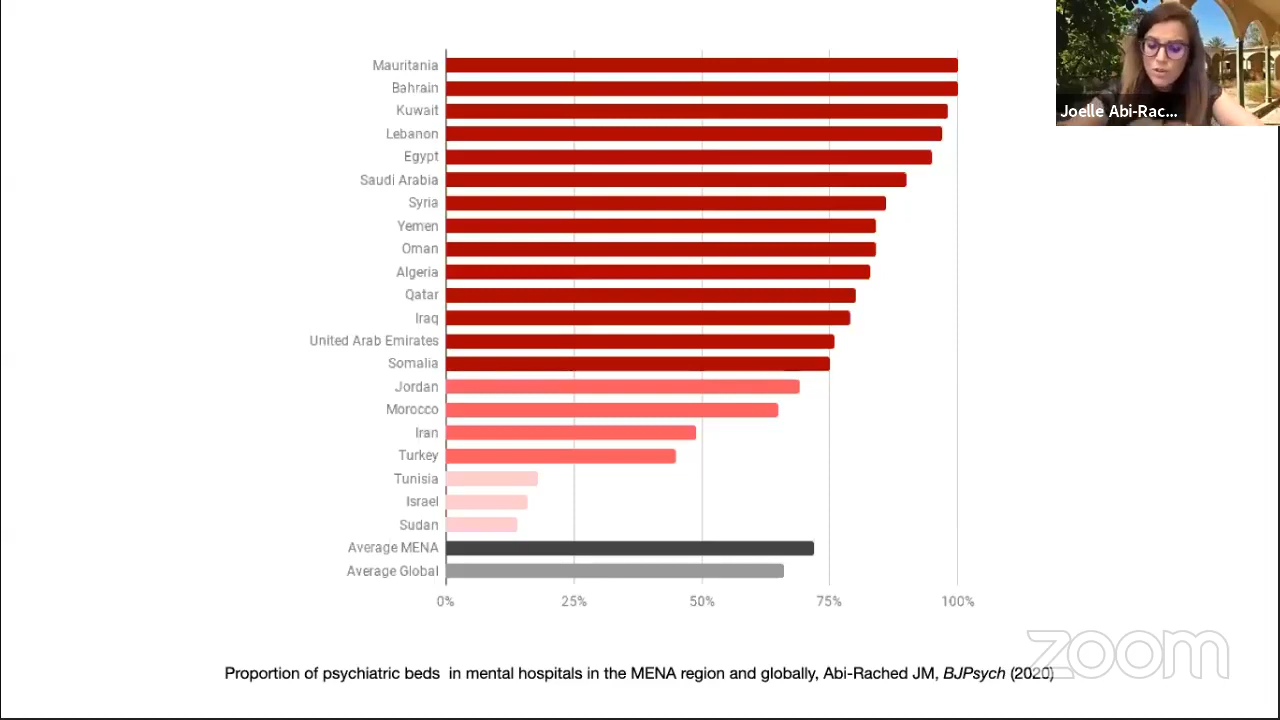 Joelle Abi-Rac...
Mauritania
Bahrain
Kuwait
Lebanon
Egypt
Saudi Arabia
Syria
Yemen
Oman
Algeria
Qatar
Iraq
United Arab Emirates
Somalia
Jordan
Morocco
Iran
Turkey
Tunisia
Israel
Sudan
Average MENA
Average Global
0% 25% 50% 75% 100%
zoom
Proportion of psychiatric beds in mental hospitals in the MENA region and globally, Abi-Rached JM, BJPsych (2020)